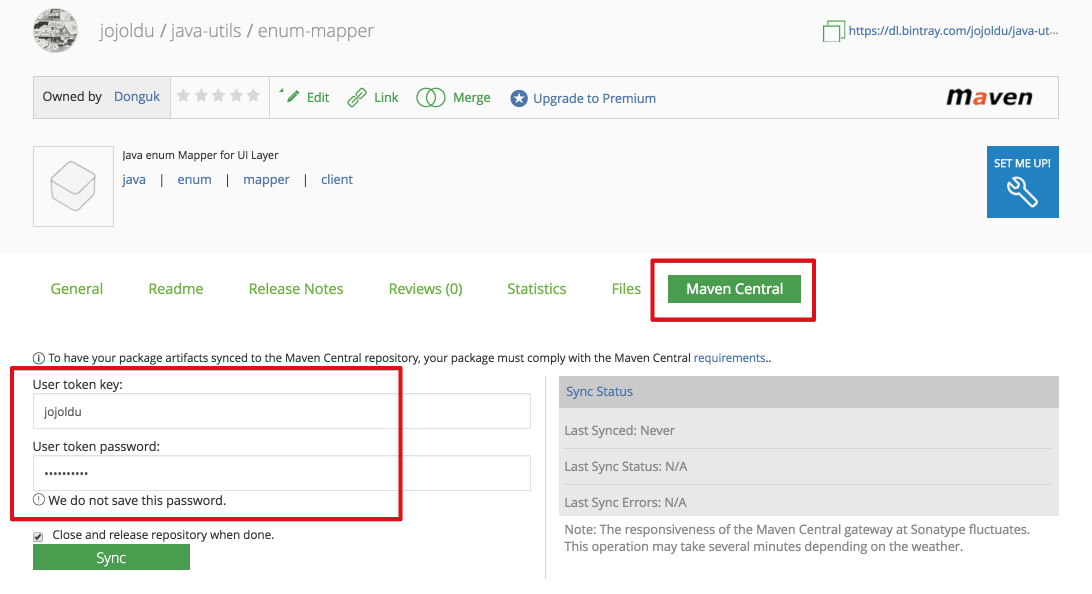 jojoldu / java-utils / enum-mapper
https://dl.bintray.com/jojoldu/java-ut...
Owned by Donguk Edit Link Merge Upgrade to Premium maven
Java enum Mapper for UI Layer
java | enum | mapper | client
SET ME UP!
General Readme Release Notes Reviews (0) Statistics Files Maven Central
To have your package artifacts synced to the Maven Central repository, your package must comply with the Maven Central requirements..
User token key:
jojoldu
User token password:
••••••••••
We do not save this password.
Close and release repository when done.
Sync
Sync Status
Last Synced: Never
Last Sync Status: N/A
Last Sync Errors: N/A
Note: The responsiveness of the Maven Central gateway at Sonatype fluctuates.
This operation may take several minutes depending on the weather.